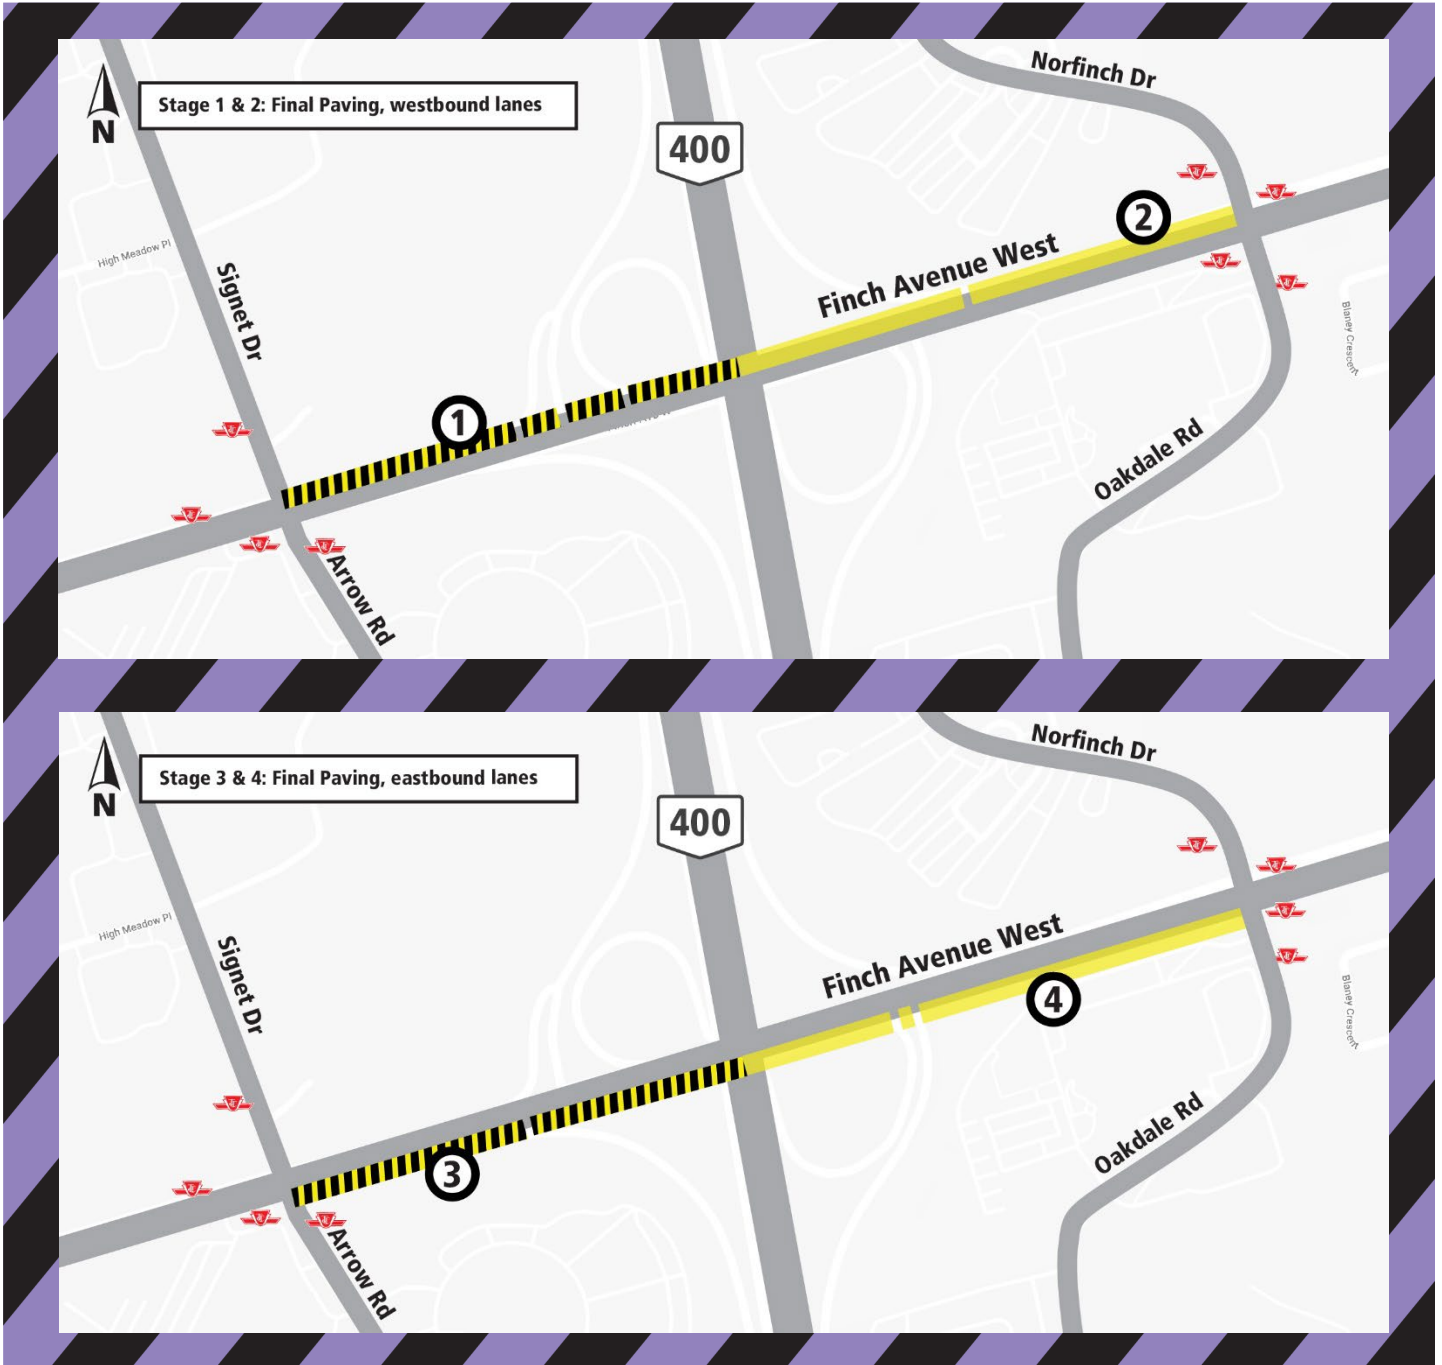 Stage 1 & 2: Final Paving, westbound lanes
N
Norfinch Dr
400
2
High Meadow Pl
Signet Dr
Finch Avenue West
Blaney Crescent
1
Oakdale Rd
Arrow Rd
Stage 3 & 4: Final Paving, eastbound lanes
N
Norfinch Dr
400
High Meadow Pl
Signet Dr
Finch Avenue West
4
Blaney Crescent
3
Oakdale Rd
Arrow Rd